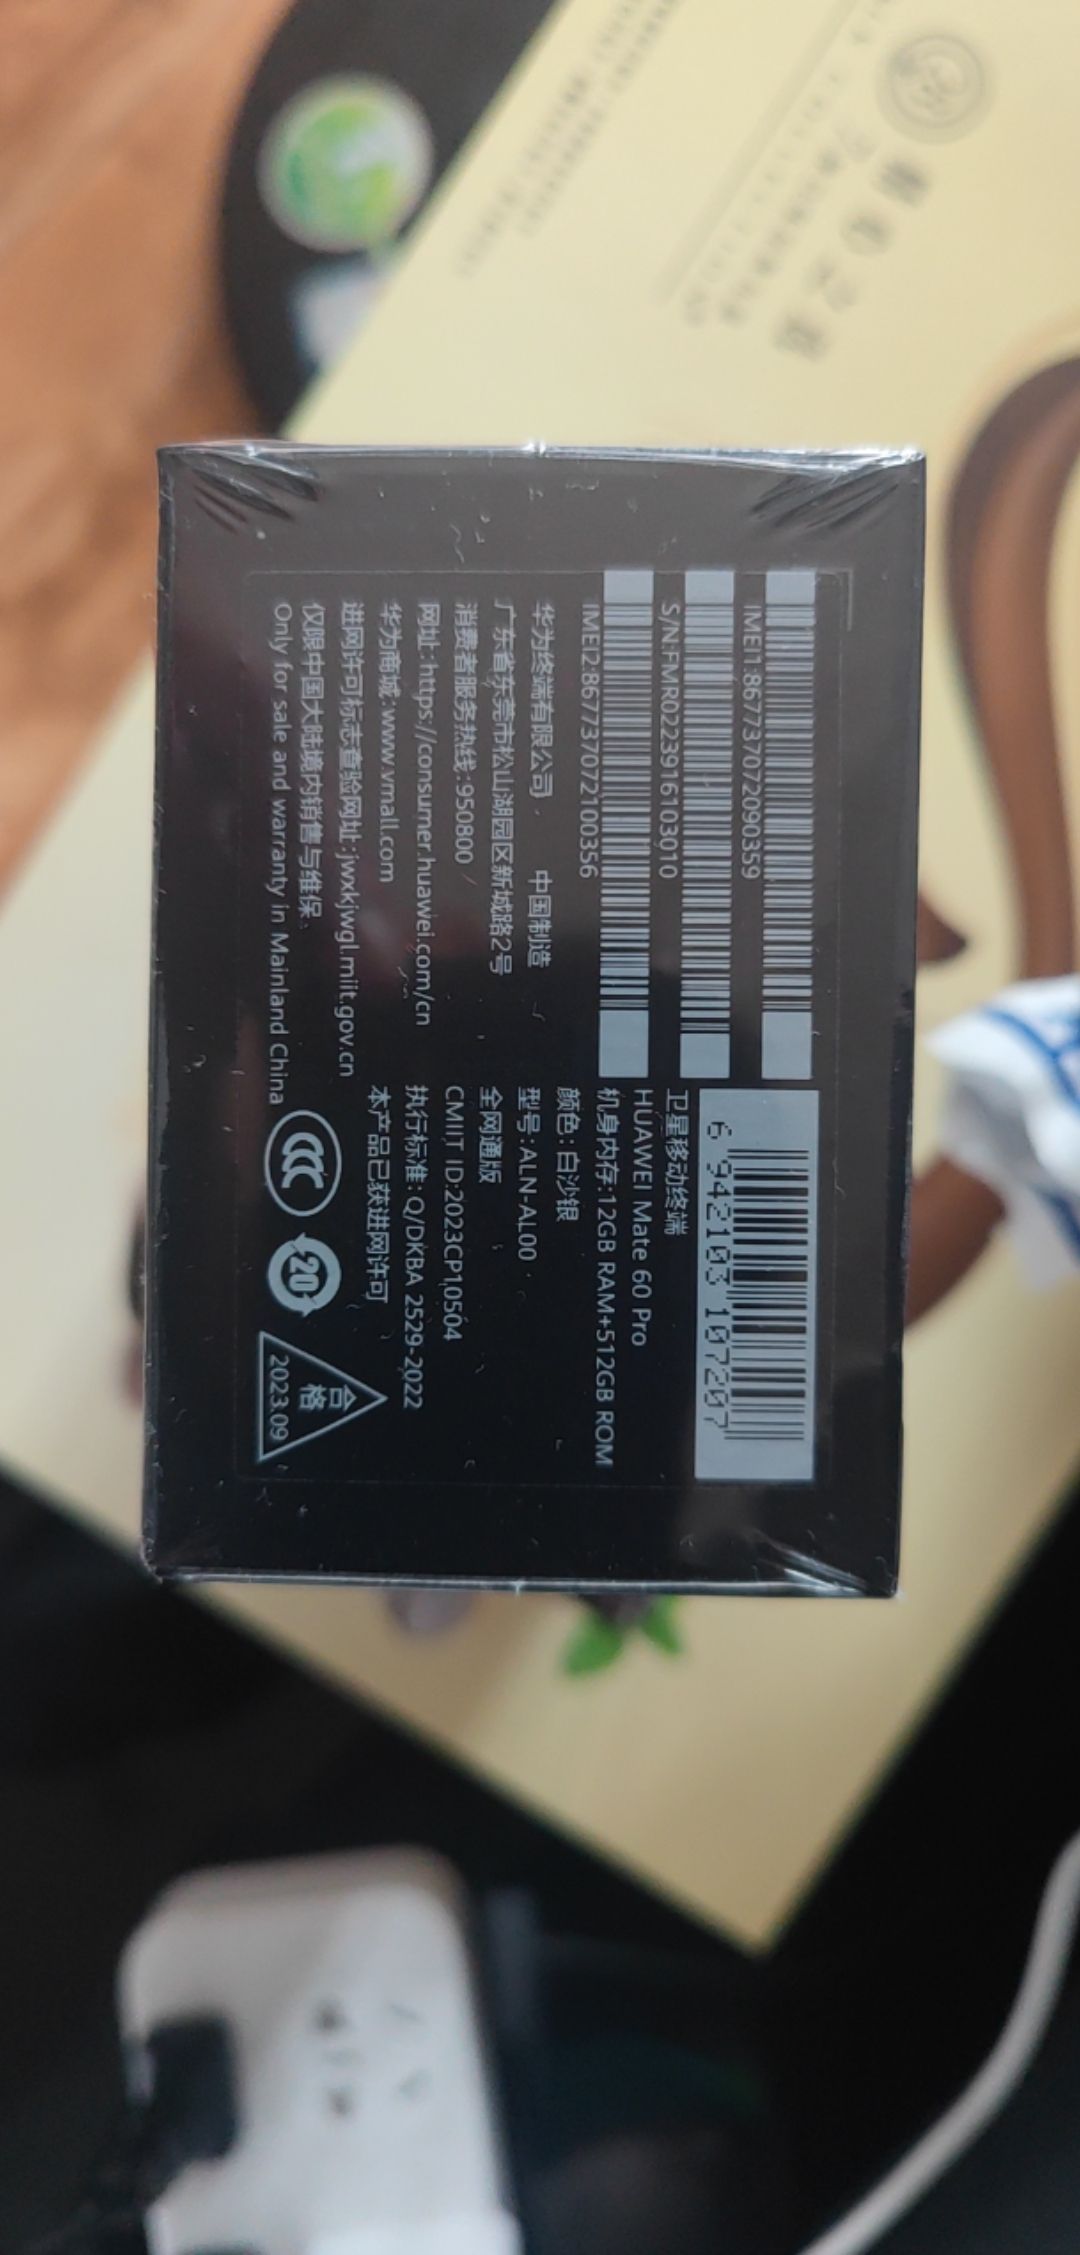 IMEI1:867737072090359
S/N:FMR0223916103010
IMEI2:867737072100356
华为终端有限公司 中国制造
广东省东莞市松山湖园区新城路2号
消费者服务热线:950800
网址:https://consumer.huawei.com/cn
华为商城:www.vmall.com
进网许可标志查验网址:jwxkjwgl.miit.gov.cn
仅限中国大陆境内销售与维保
Only for sale and warranty in Mainland China
6 942103 107207
卫星移动终端
HUAWEI Mate 60 Pro
机身内存:12GB RAM+512GB ROM
颜色:白沙银
型号:ALN-AL00
全网通版
CMIIT ID:2023CP10504
执行标准:Q/DKBA 2529-2022
本产品已获进网许可
CCC
20
合格
2023.09